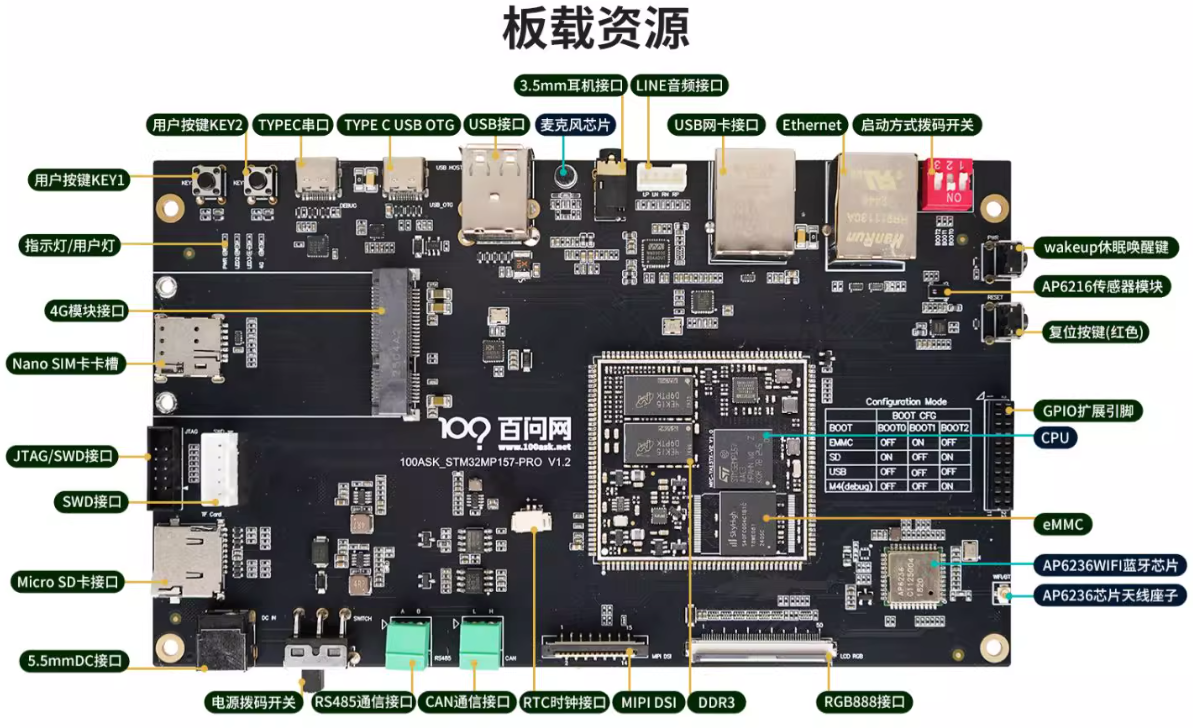 板载资源
3.5mm耳机接口
LINE音频接口
用户按键KEY2
TYPEC串口
TYPE C USB OTG
USB接口
麦克风芯片
USB网卡接口
Ethernet
启动方式拨码开关
用户按键KEY1
指示灯/用户灯
4G模块接口
Nano SIM卡卡槽
JTAG/SWD接口
SWD接口
Micro SD卡接口
5.5mmDC接口
wakeup休眠唤醒键
AP6216传感器模块
复位按键(红色)
GPIO扩展引脚
CPU
eMMC
AP6236WIFI蓝牙芯片
AP6236芯片天线座子
电源拨码开关
RS485通信接口
CAN通信接口
RTC时钟接口
MIPI DSI
DDR3
RGB888接口
USB HOST
DEBUG
USB_OTG
LP LN RN RP
1 2 3
ON
HanRun
RESET
JTAG
TF Card
100?
百问网
www.100ask.net
100ASK_STM32MP157-PRO V1.2
Configuration Mode
BOOT CFG
BOOT BOOT0 BOOT1 BOOT2
EMMC OFF ON OFF
SD ON OFF ON
USB OFF OFF OFF
M4(debug) OFF OFF ON
SkyHigh
DC IN
SWITCH
A B
RS485
L H
CAN
MIPI DSI
LCD RGB